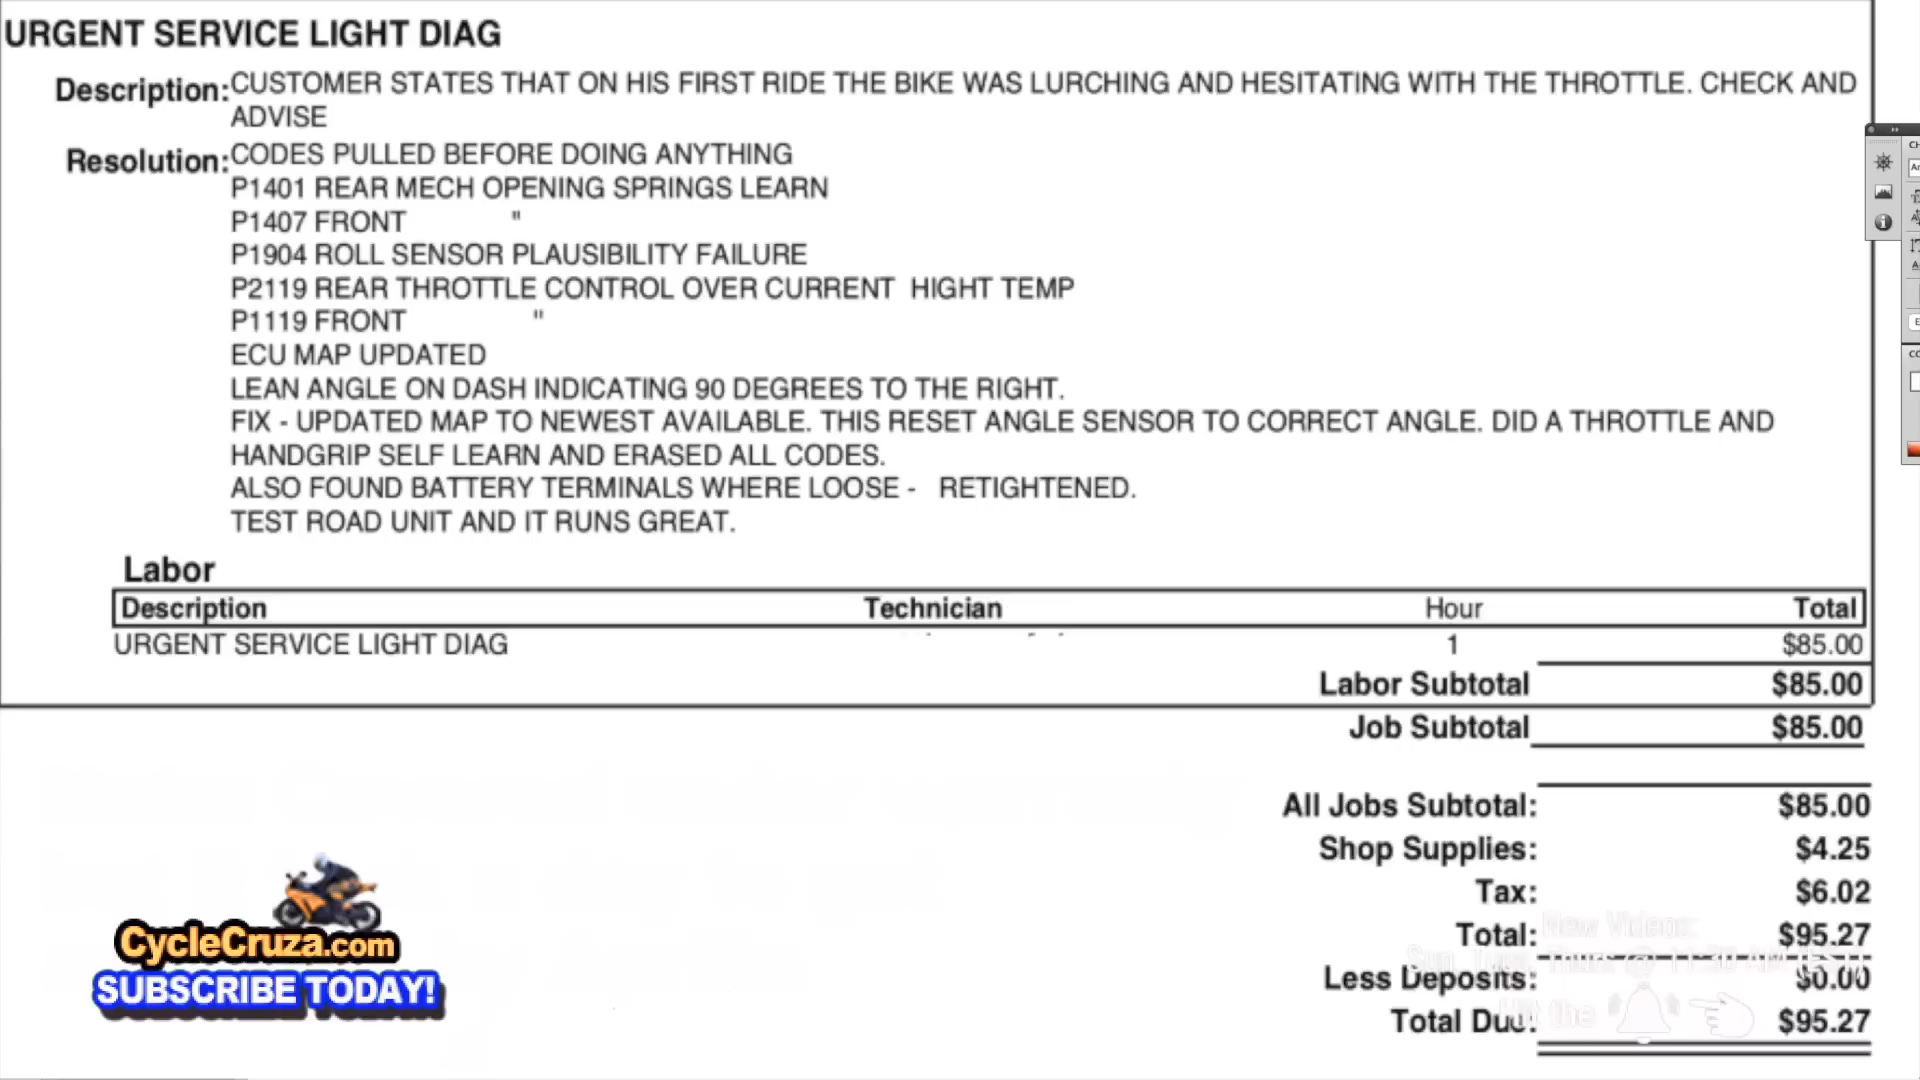 URGENT SERVICE LIGHT DIAG
Description: CUSTOMER STATES THAT ON HIS FIRST RIDE THE BIKE WAS LURCHING AND HESITATING WITH THE THROTTLE. CHECK AND
ADVISE
Resolution: CODES PULLED BEFORE DOING ANYTHING
P1401 REAR MECH OPENING SPRINGS LEARN
P1407 FRONT "
P1904 ROLL SENSOR PLAUSIBILITY FAILURE
P2119 REAR THROTTLE CONTROL OVER CURRENT HIGHT TEMP
P1119 FRONT "
ECU MAP UPDATED
LEAN ANGLE ON DASH INDICATING 90 DEGREES TO THE RIGHT.
FIX - UPDATED MAP TO NEWEST AVAILABLE. THIS RESET ANGLE SENSOR TO CORRECT ANGLE. DID A THROTTLE AND
HANDGRIP SELF LEARN AND ERASED ALL CODES.
ALSO FOUND BATTERY TERMINALS WHERE LOOSE - RETIGHTENED.
TEST ROAD UNIT AND IT RUNS GREAT.
Labor
Description Technician Hour Total
URGENT SERVICE LIGHT DIAG 1 $85.00
Labor Subtotal $85.00
Job Subtotal $85.00
All Jobs Subtotal: $85.00
Shop Supplies: $4.25
Tax: $6.02
New Videos:
Total: $95.27
Less Deposits: $0.00
Total Due: $95.27
CycleCruza.com
SUBSCRIBE TODAY!